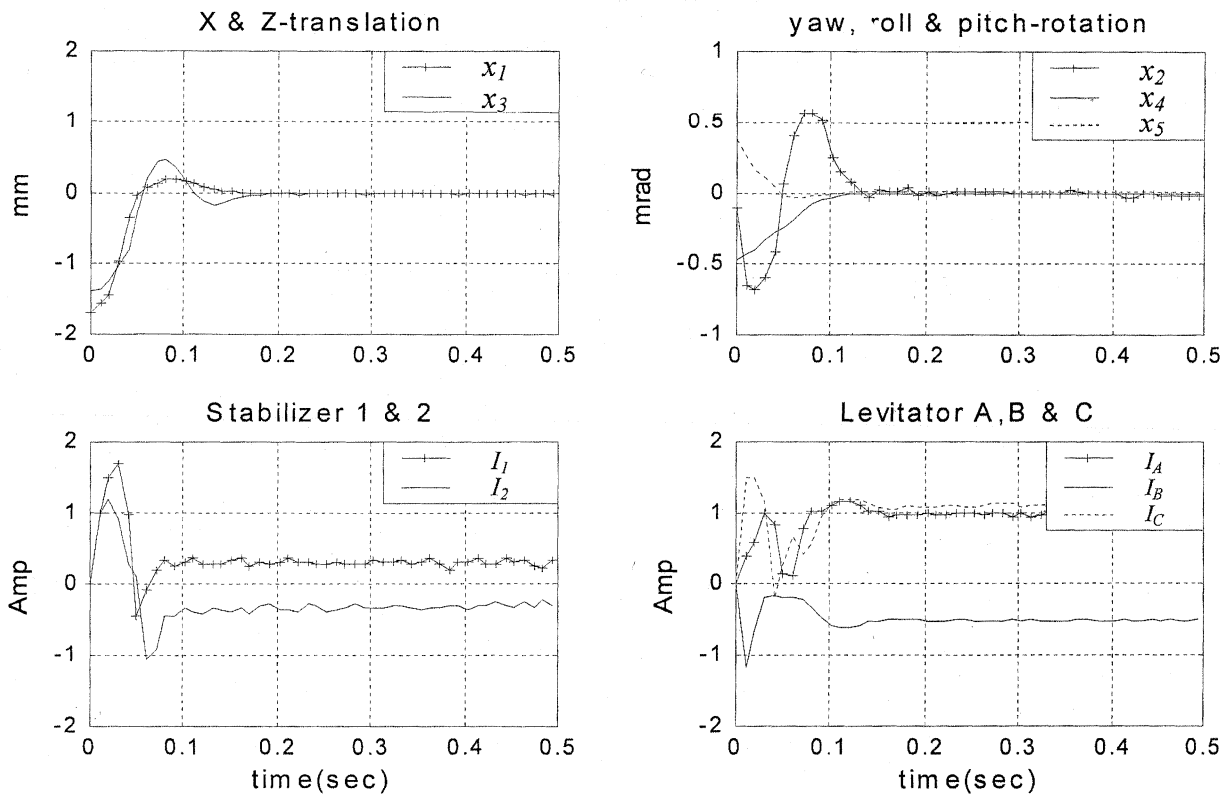 X & Z-translation
2
1
0
-1
-2
mm
x1
x3
0
0.1
0.2
0.3
0.4
0.5
yaw, roll & pitch-rotation
1
0.5
0
-0.5
-1
mrad
x2
x4
x5
0
0.1
0.2
0.3
0.4
0.5
Stabilizer 1 & 2
2
1
0
-1
-2
Amp
I1
I2
0
0.1
0.2
0.3
0.4
0.5
time(sec)
Levitator A,B & C
2
1
0
-1
-2
Amp
IA
IB
IC
0
0.1
0.2
0.3
0.4
0.5
time(sec)